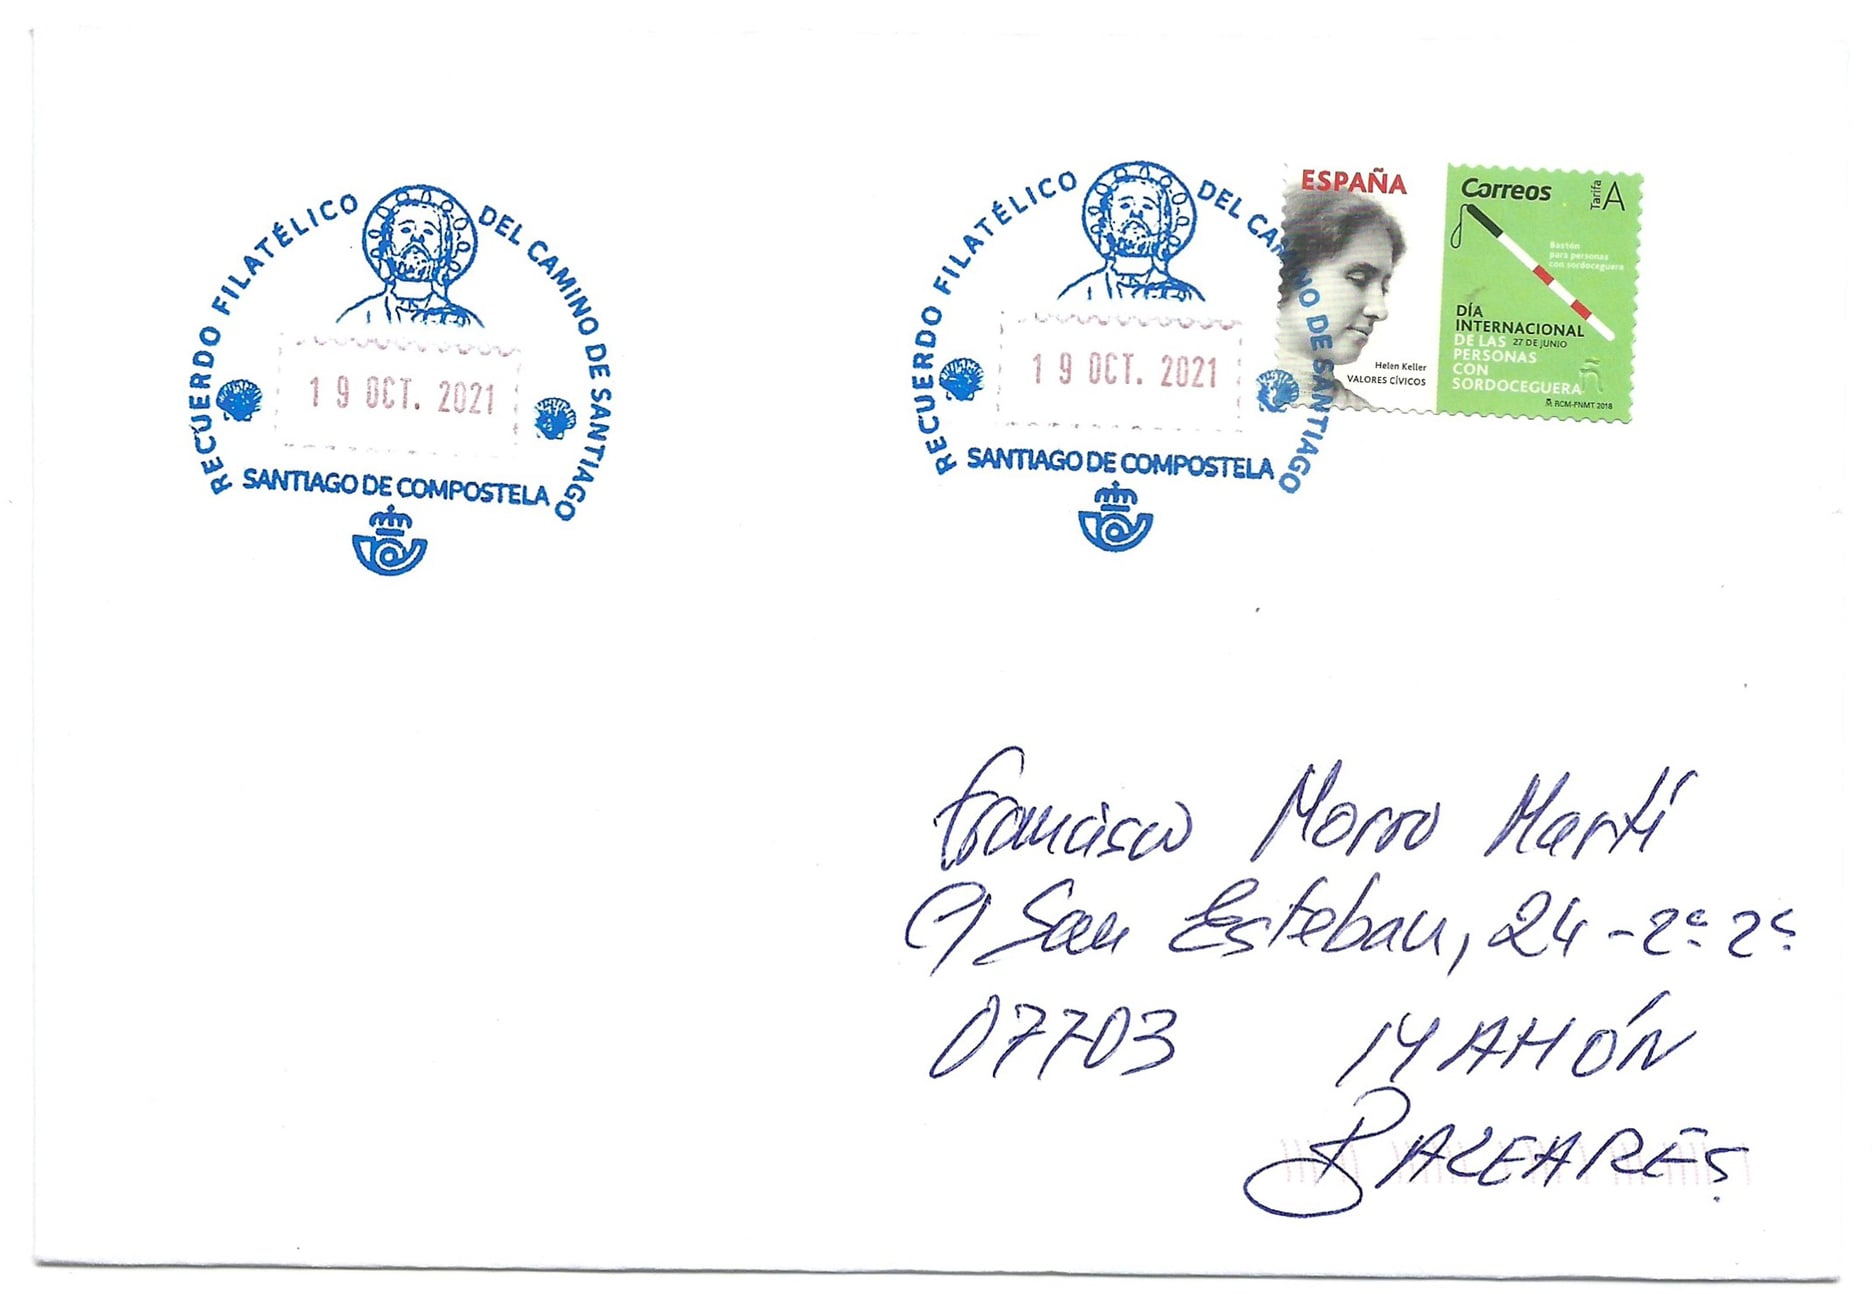 RECUERDO FILATÉLICO DEL CAMINO DE SANTIAGO
19 OCT. 2021
SANTIAGO DE COMPOSTELA
RECUERDO FILATÉLICO DEL CAMINO DE SANTIAGO
19 OCT. 2021
SANTIAGO DE COMPOSTELA
ESPAÑA
Helen Keller
VALORES CÍVICOS
Correos
Tarifa A
Bastón
para personas
con sordoceguera
DÍA
INTERNACIONAL
DE LAS 27 DE JUNIO
PERSONAS
CON
SORDOCEGUERA
RCM-FNMT 2018
Francisco Morro Martí
C/ San Esteban, 24 - 2º 2º
07703 MAHÓN
BALEARES